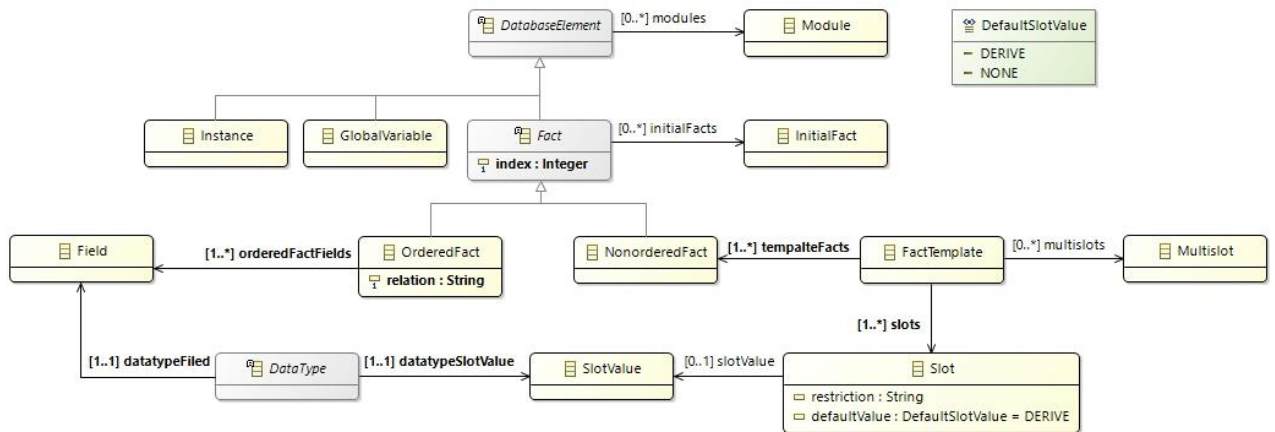 DatabaseElement
[0..*] modules
Module
DefaultSlotValue
DERIVE
NONE
Instance
GlobalVariable
Fact
[0..*] initialFacts
InitialFact
index : Integer
Field
[1..*] orderedFactFields
OrderedFact
relation : String
NonorderedFact
[1..*] tempalteFacts
FactTemplate
[0..*] multislots
Multislot
[1..*] slots
[1..1] datatypeFiled
DataType
[1..1] datatypeSlotValue
SlotValue
[0..1] slotValue
Slot
restriction : String
defaultValue : DefaultSlotValue = DERIVE